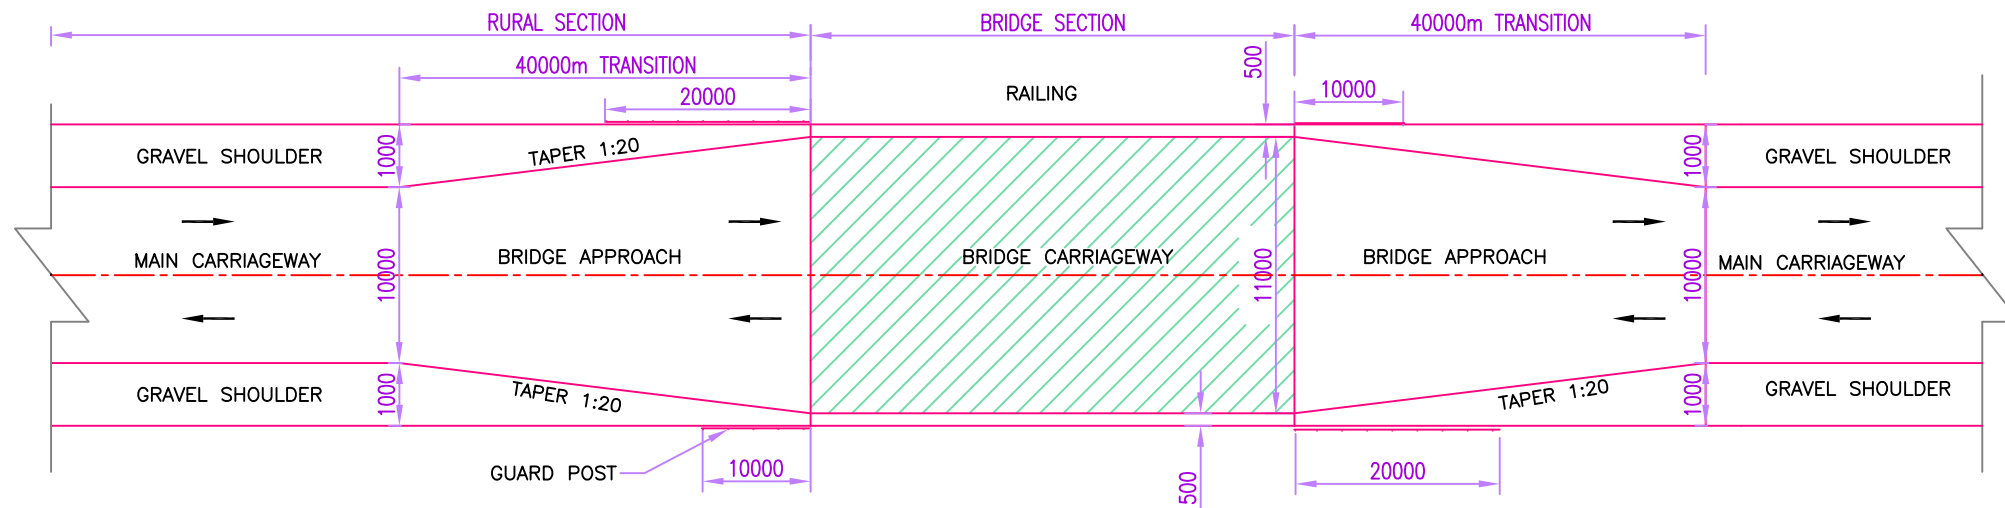 RURAL SECTION
BRIDGE SECTION
40000m TRANSITION
40000m TRANSITION
500
20000
RAILING
10000
GRAVEL SHOULDER
1000
TAPER 1:20
1000
GRAVEL SHOULDER
MAIN CARRIAGEWAY
10000
BRIDGE APPROACH
BRIDGE CARRIAGEWAY
11000
BRIDGE APPROACH
10000
MAIN CARRIAGEWAY
GRAVEL SHOULDER
1000
TAPER 1:20
TAPER 1:20
1000
GRAVEL SHOULDER
GUARD POST
10000
500
20000